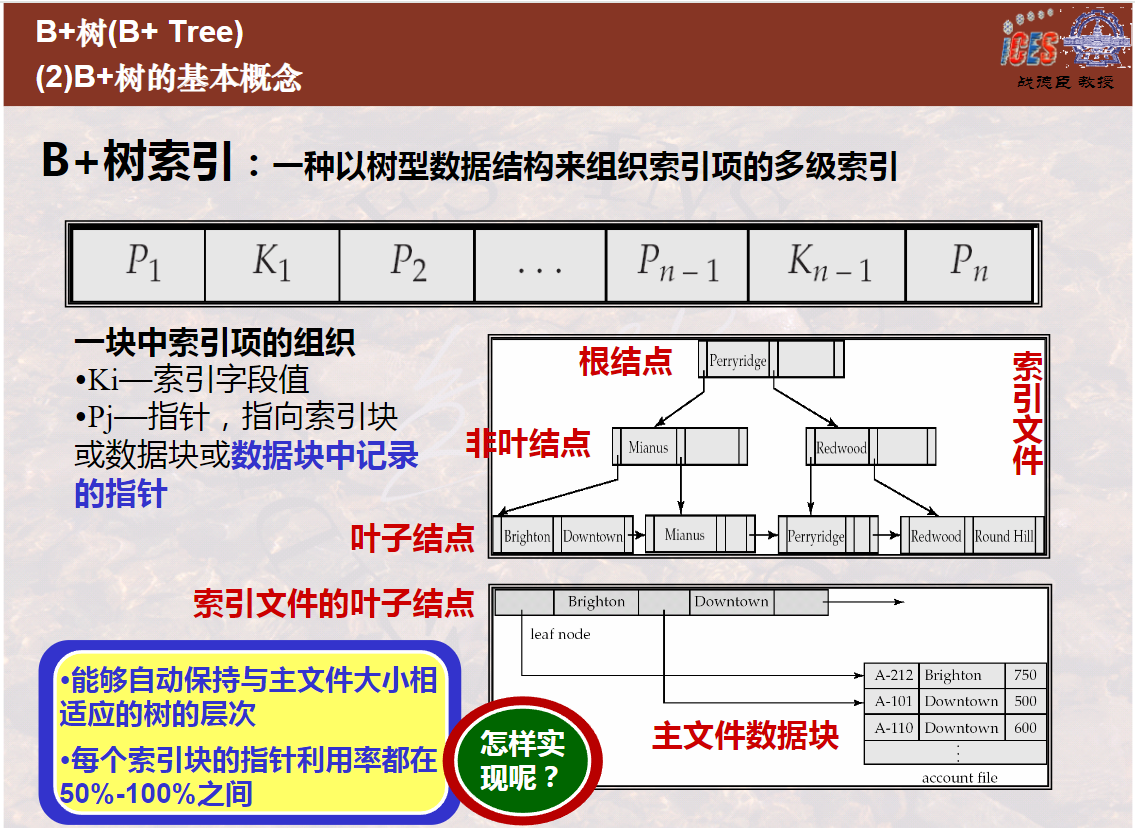 B+树(B+ Tree)
(2)B+树的基本概念
iCES
战德臣 教授
B+树索引：一种以树型数据结构来组织索引项的多级索引
P1 K1 P2 ... Pn – 1 Kn – 1 Pn
一块中索引项的组织
•Ki—索引字段值
•Pj—指针，指向索引块
或数据块或数据块中记录
的指针
根结点
Perryridge
索引文件
非叶结点
Mianus
Redwood
叶子结点
Brighton Downtown
Mianus
Perryridge
Redwood Round Hill
索引文件的叶子结点
Brighton Downtown
leaf node
A-212 Brighton 750
A-101 Downtown 500
A-110 Downtown 600
⋮
account file
主文件数据块
•能够自动保持与主文件大小相
适应的树的层次
•每个索引块的指针利用率都在
50%-100%之间
怎样实
现呢？